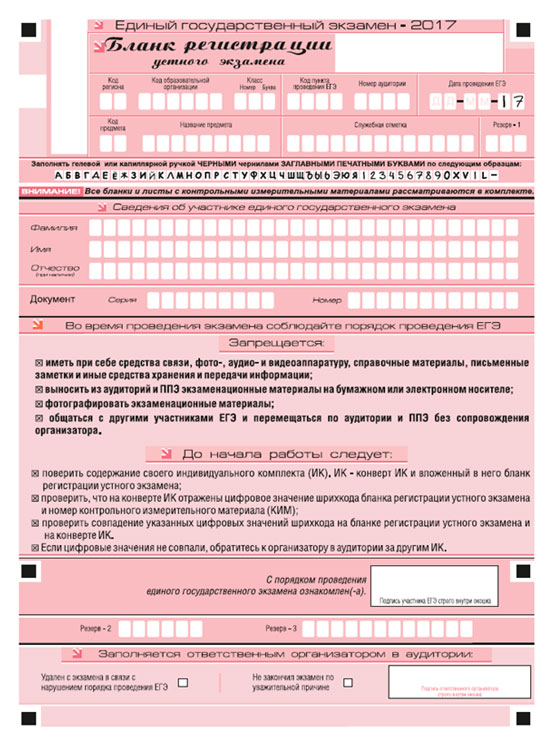 Единый государственный экзамен - 2017
Бланк регистрации
устного экзамена
Код региона
Код образовательной организации
Класс
Номер Буква
Код пункта проведения ЕГЭ
Номер аудитории
Дата проведения ЕГЭ
ДД-ММ-17
Код предмета
Название предмета
Служебная отметка
Резерв - 1
Заполнять гелевой или капиллярной ручкой ЧЕРНЫМИ чернилами ЗАГЛАВНЫМИ ПЕЧАТНЫМИ БУКВАМИ по следующим образцам:
АБВГДЕЁЖЗИЙКЛМНОПРСТУФХЦЧШЩЪЫЬЭЮЯ1234567890XVIL-
ВНИМАНИЕ! Все бланки и листы с контрольными измерительными материалами рассматриваются в комплекте.
Сведения об участнике единого государственного экзамена
Фамилия
Имя
Отчество
(при наличии)
Документ Серия Номер
Во время проведения экзамена соблюдайте порядок проведения ЕГЭ
Запрещается:
иметь при себе средства связи, фото-, аудио- и видеоаппаратуру, справочные материалы, письменные
заметки и иные средства хранения и передачи информации;
выносить из аудиторий и ППЭ экзаменационные материалы на бумажном или электронном носителе;
фотографировать экзаменационные материалы;
общаться с другими участниками ЕГЭ и перемещаться по аудитории и ППЭ без сопровождения
организатора.
До начала работы следует:
поверить содержание своего индивидуального комплекта (ИК). ИК - конверт ИК и вложенный в него бланк
регистрации устного экзамена;
проверить, что на конверте ИК отражены цифровое значение шрихкода бланка регистрации устного экзамена
и номер контрольного измерительного материала (КИМ);
проверить совпадение указанных цифровых значений шрихкода на бланке регистрации устного экзамена и
на конверте ИК.
Если цифровые значения не совпали, обратитесь к организатору в аудитории за другим ИК.
С порядком проведения
единого государственного экзамена ознакомлен(-а).
Подпись участника ЕГЭ строго внутри окошка.
Резерв - 2 Резерв - 3
Заполняется ответственным организатором в аудитории:
Удален с экзамена в связи с
нарушением порядка проведения ЕГЭ
Не закончил экзамен по
уважительной причине
Подпись ответственного организатора
строго внутри окошка.